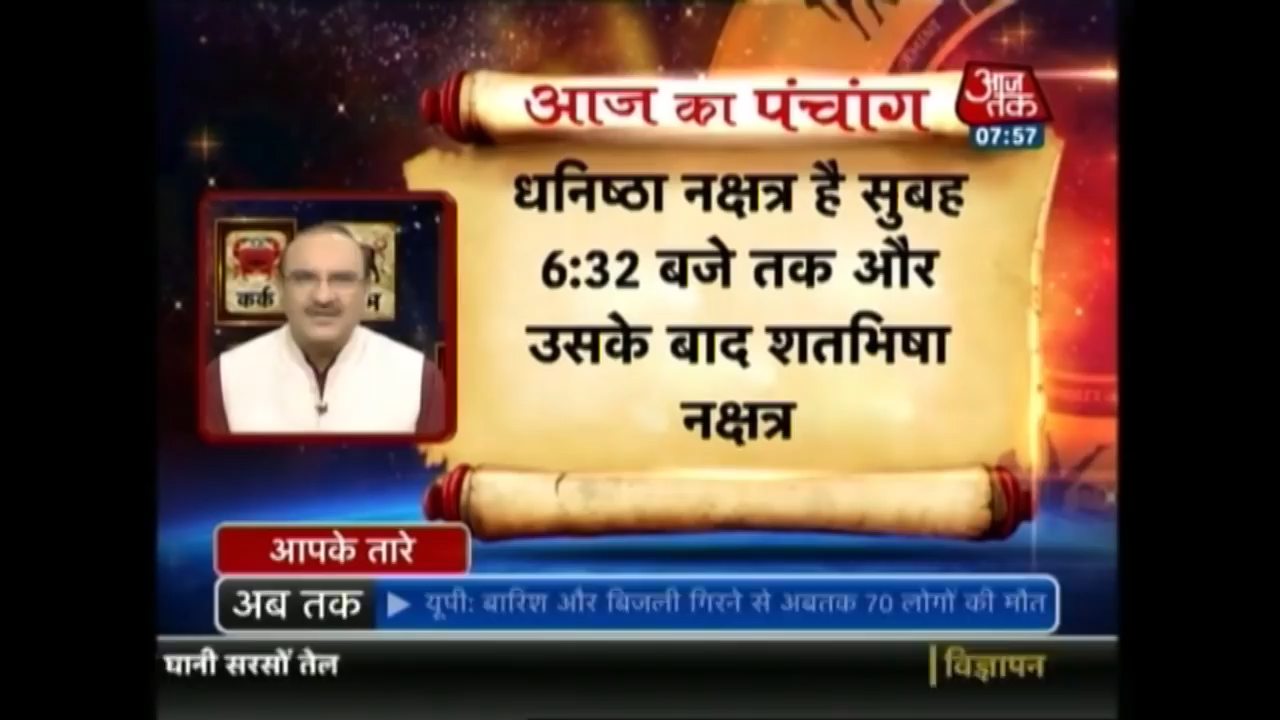 आज का पंचांग
आज
तक
07:57
धनिष्ठा नक्षत्र है सुबह
6:32 बजे तक और
उसके बाद शतभिषा
नक्षत्र
कर्क
आपके तारे
अब तक
यूपी: बारिश और बिजली गिरने से अबतक 70 लोगों की मौत
घानी सरसों तेल
विज्ञापन